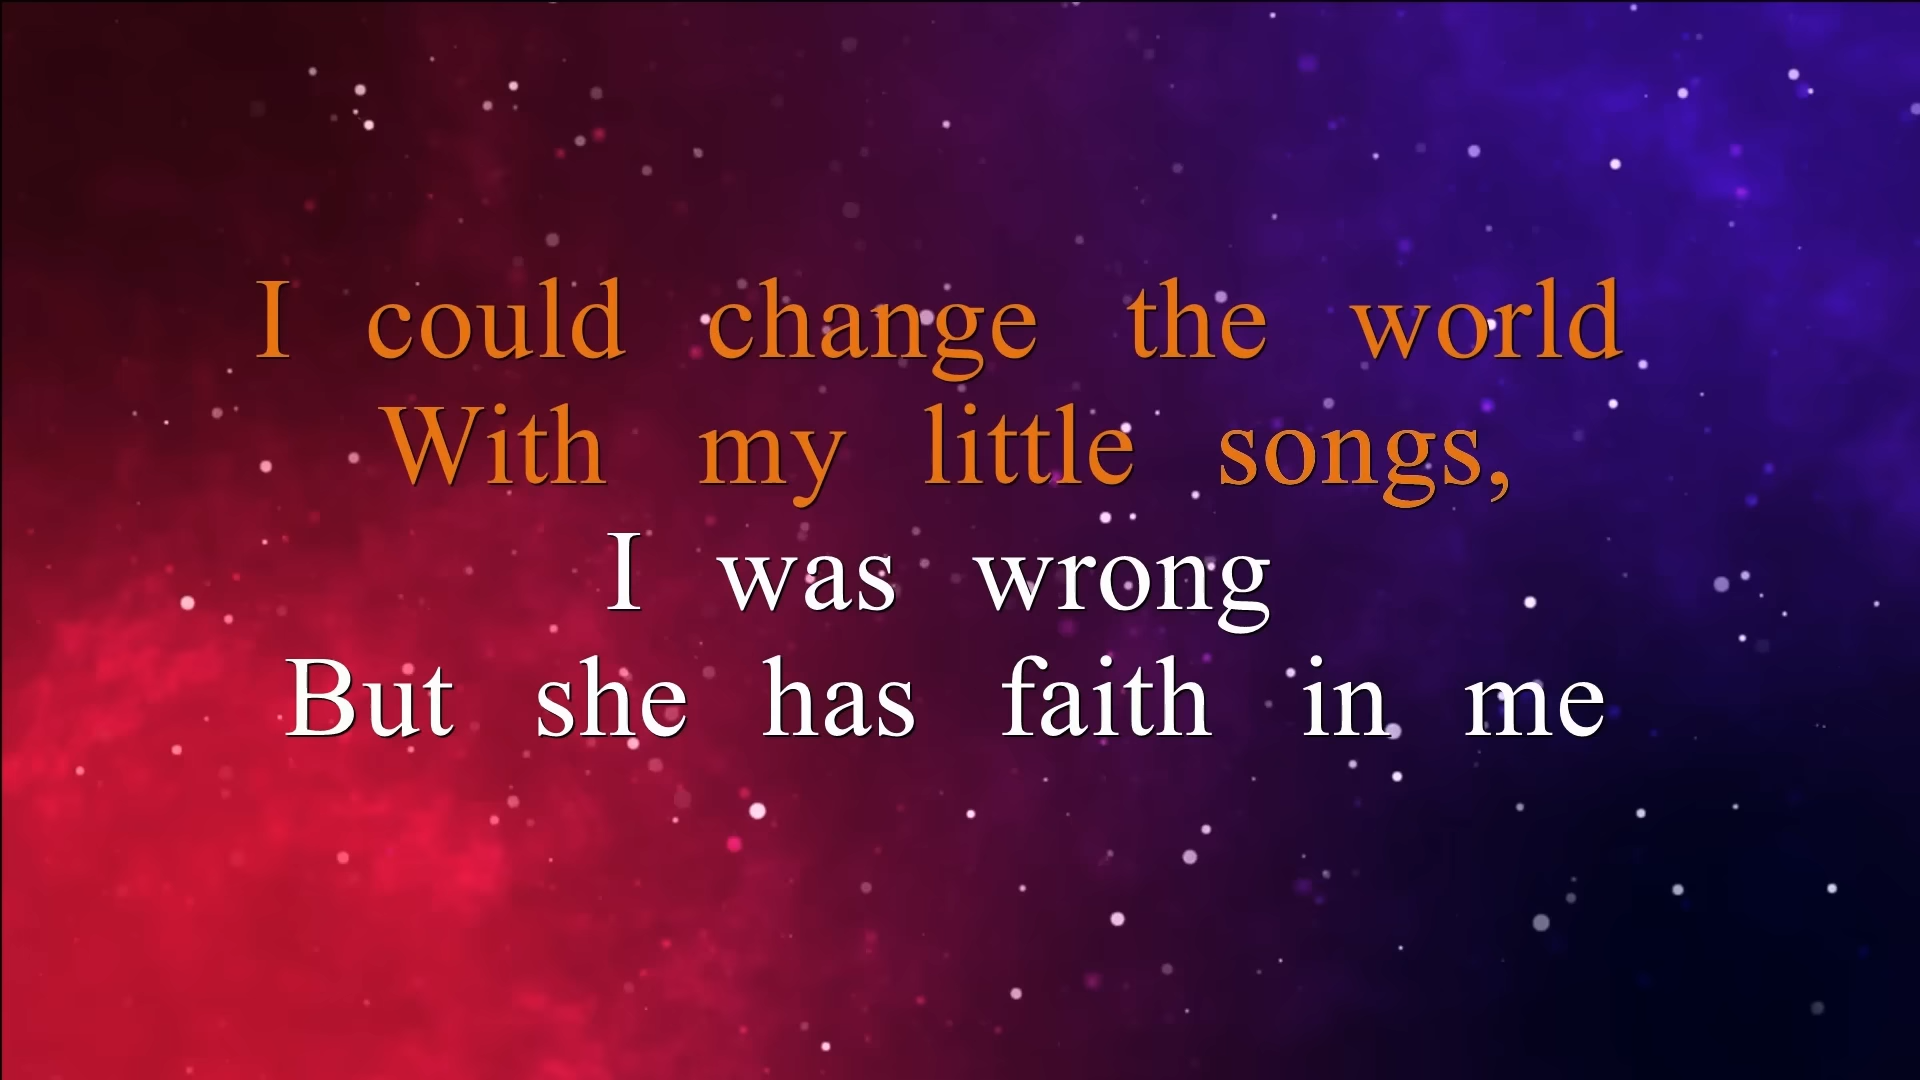 I could change the world
With my little songs,
I was wrong
But she has faith in me